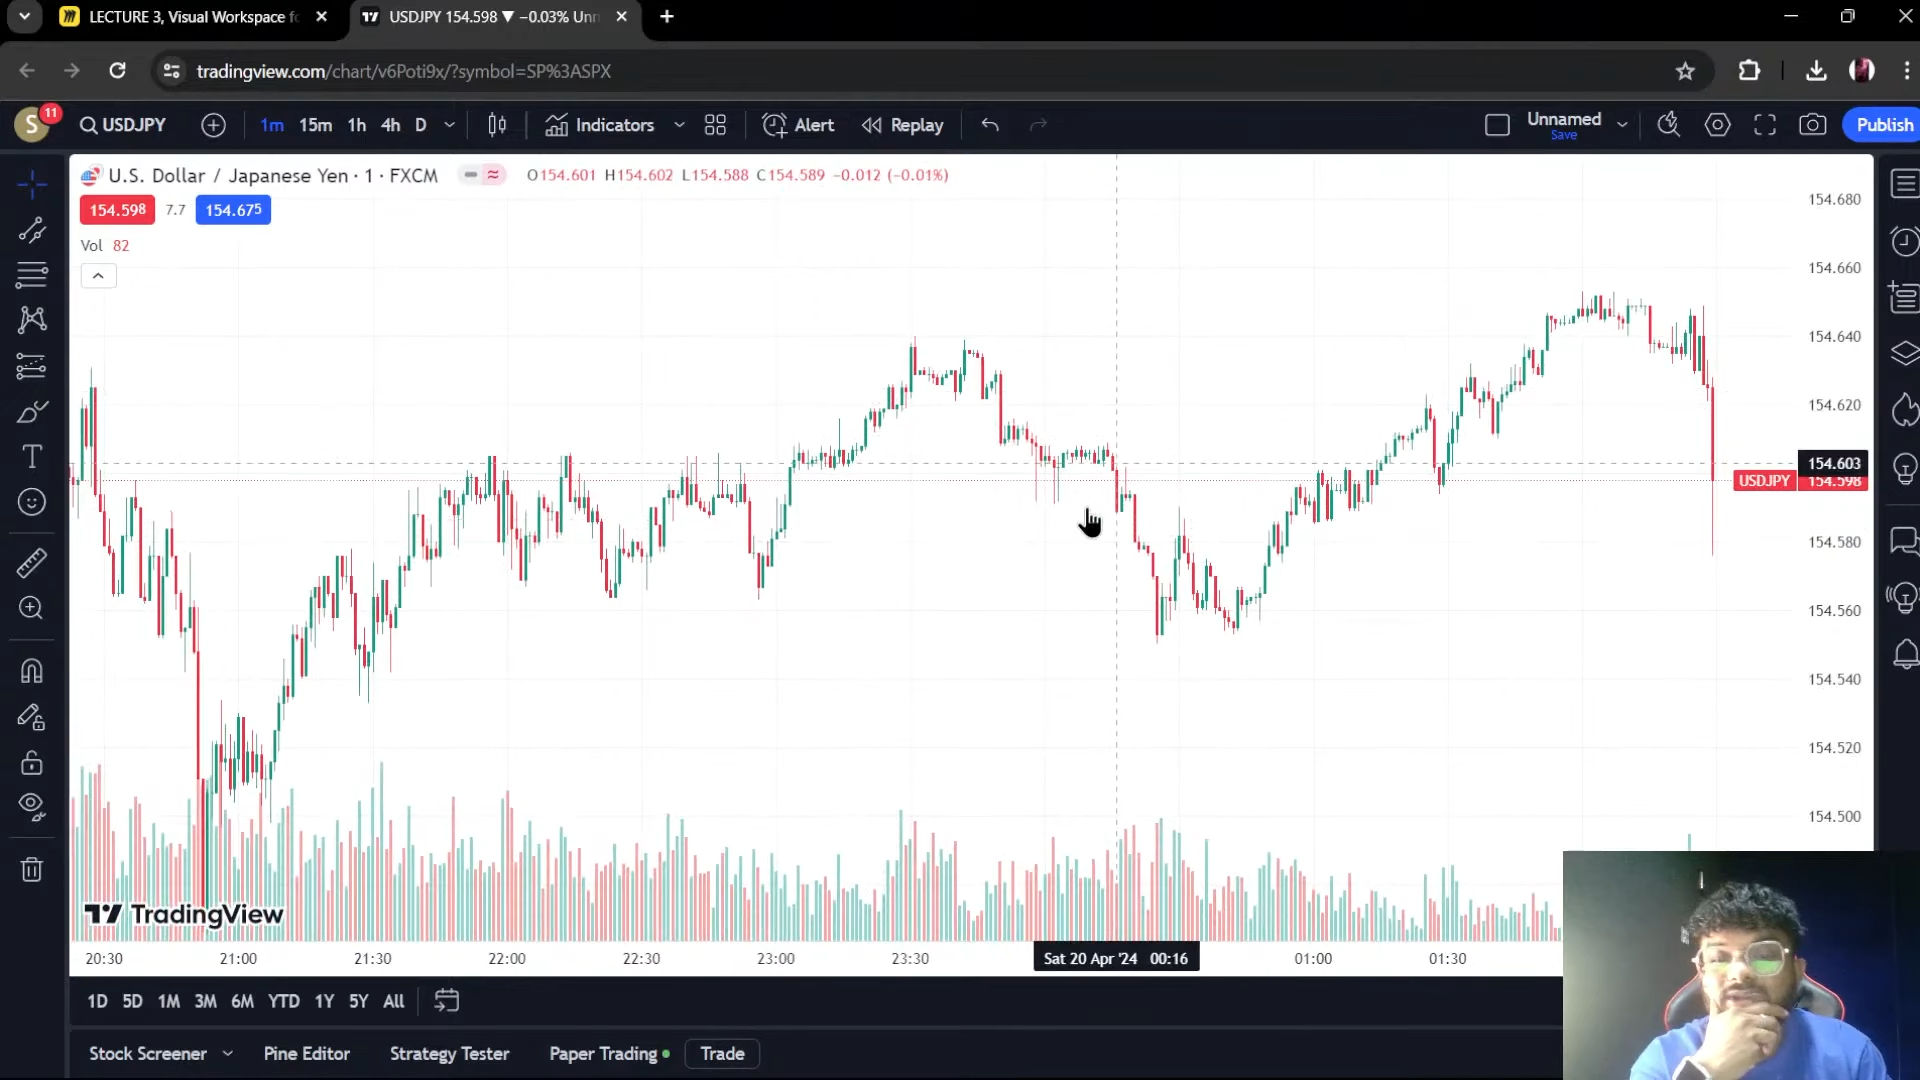 LECTURE 3, Visual Workspace f
USDJPY 154.598 ▼ −0.03% Unn
tradingview.com/chart/v6Poti9x/?symbol=SP%3ASPX
S
11
USDJPY
1m 15m 1h 4h D
Indicators
Alert
Replay
Unnamed
Save
Publish
U.S. Dollar / Japanese Yen · 1 · FXCM
O154.601 H154.602 L154.588 C154.589 −0.012 (−0.01%)
154.598 7.7 154.675
Vol 82
154.680
154.660
154.640
154.620
154.603
USDJPY 154.598
154.580
154.560
154.540
154.520
154.500
TradingView
20:30 21:00 21:30 22:00 22:30 23:00 23:30 Sat 20 Apr '24 00:16 01:00 01:30
1D 5D 1M 3M 6M YTD 1Y 5Y All
Stock Screener Pine Editor Strategy Tester Paper Trading Trade